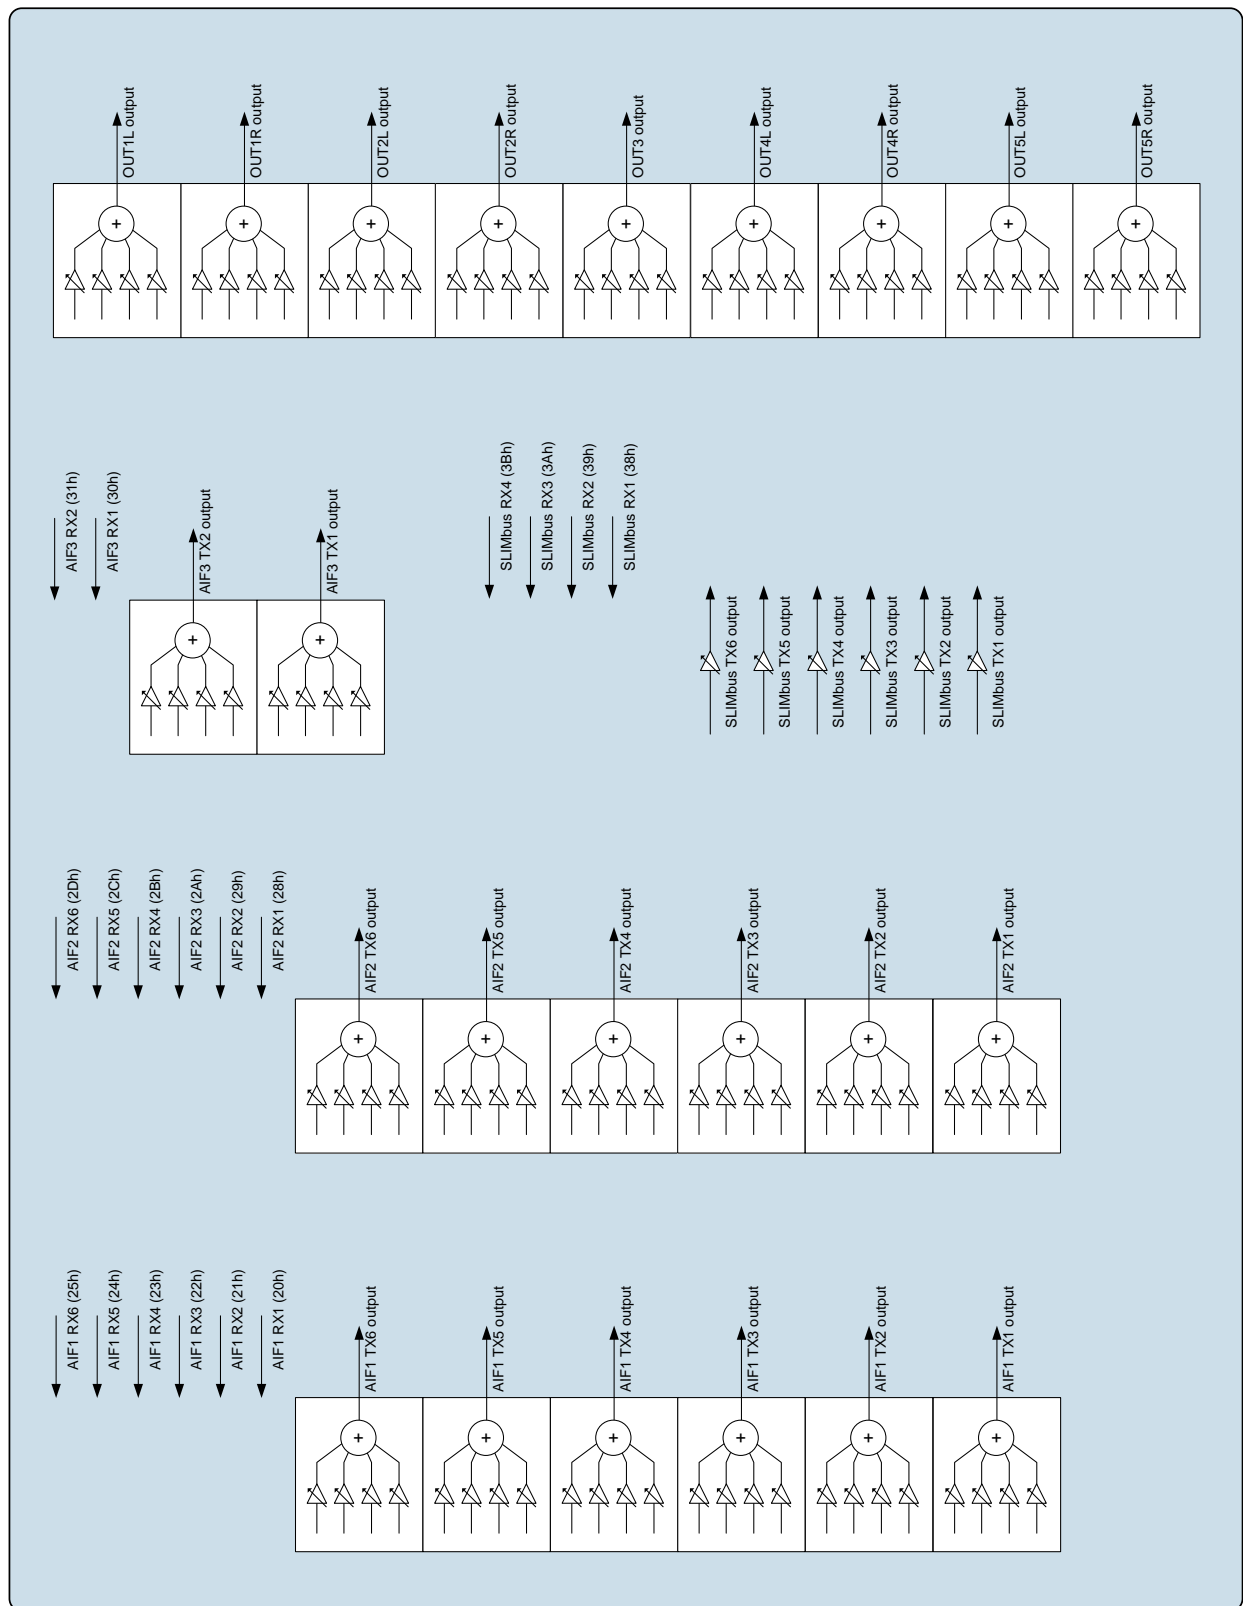 OUT1L output
OUT1R output
OUT2L output
OUT2R output
OUT3 output
OUT4L output
OUT4R output
OUT5L output
OUT5R output
+
+
+
+
+
+
+
+
+
AIF3 RX2 (31h)
AIF3 RX1 (30h)
AIF3 TX2 output
AIF3 TX1 output
+
+
SLIMbus RX4 (3Bh)
SLIMbus RX3 (3Ah)
SLIMbus RX2 (39h)
SLIMbus RX1 (38h)
SLIMbus TX6 output
SLIMbus TX5 output
SLIMbus TX4 output
SLIMbus TX3 output
SLIMbus TX2 output
SLIMbus TX1 output
AIF2 RX6 (2Dh)
AIF2 RX5 (2Ch)
AIF2 RX4 (2Bh)
AIF2 RX3 (2Ah)
AIF2 RX2 (29h)
AIF2 RX1 (28h)
AIF2 TX6 output
AIF2 TX5 output
AIF2 TX4 output
AIF2 TX3 output
AIF2 TX2 output
AIF2 TX1 output
+
+
+
+
+
+
AIF1 RX6 (25h)
AIF1 RX5 (24h)
AIF1 RX4 (23h)
AIF1 RX3 (22h)
AIF1 RX2 (21h)
AIF1 RX1 (20h)
AIF1 TX6 output
AIF1 TX5 output
AIF1 TX4 output
AIF1 TX3 output
AIF1 TX2 output
AIF1 TX1 output
+
+
+
+
+
+